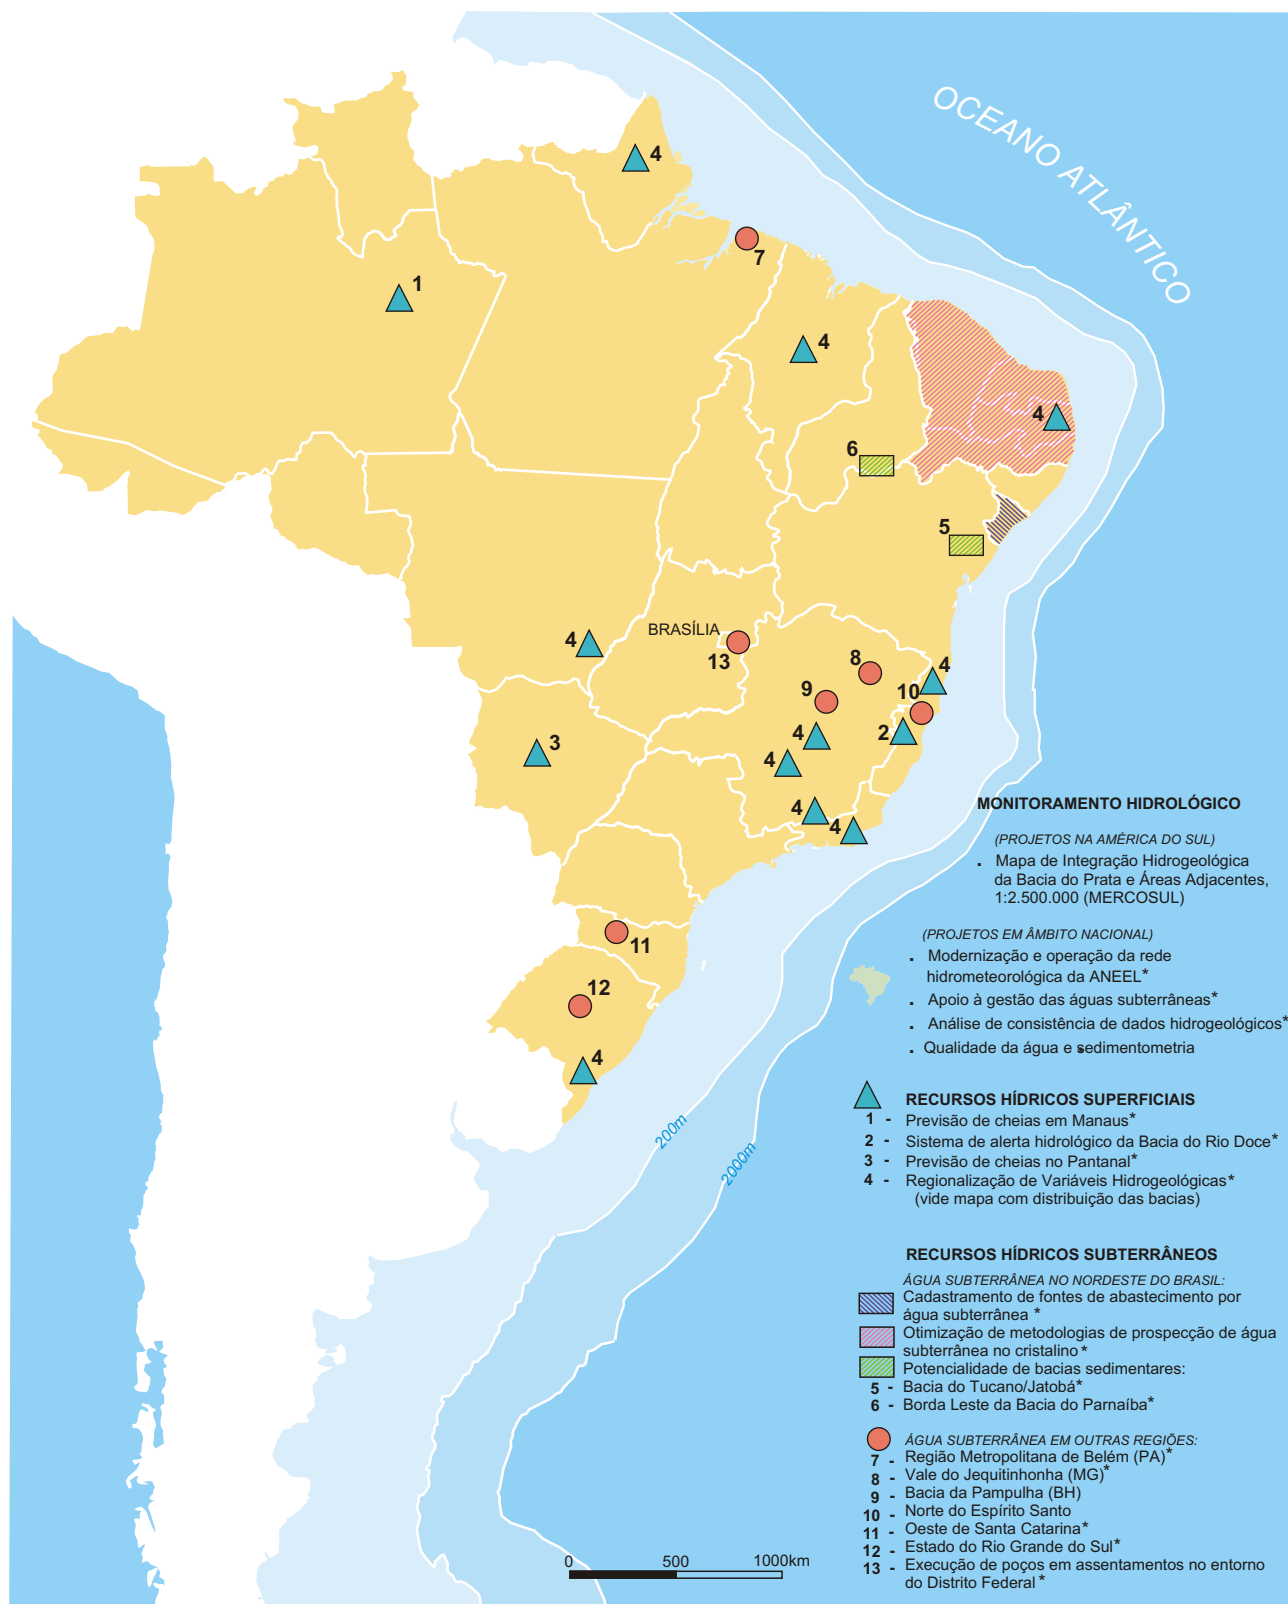 OCEANO ATLÂNTICO
4
7
1
4
4
6
5
BRASÍLIA
13
4
8
4
9
10
3
4
2
4
4
4
11
12
4
200m
2000m
MONITORAMENTO HIDROLÓGICO
(PROJETOS NA AMÉRICA DO SUL)
. Mapa de Integração Hidrogeológica
da Bacia do Prata e Áreas Adjacentes,
1:2.500.000 (MERCOSUL)
(PROJETOS EM ÂMBITO NACIONAL)
. Modernização e operação da rede
hidrometeorológica da ANEEL*
. Apoio à gestão das águas subterrâneas*
. Análise de consistência de dados hidrogeológicos*
. Qualidade da água e sedimentometria
RECURSOS HÍDRICOS SUPERFICIAIS
1 - Previsão de cheias em Manaus*
2 - Sistema de alerta hidrológico da Bacia do Rio Doce*
3 - Previsão de cheias no Pantanal*
4 - Regionalização de Variáveis Hidrogeológicas*
(vide mapa com distribuição das bacias)
RECURSOS HÍDRICOS SUBTERRÂNEOS
ÁGUA SUBTERRÂNEA NO NORDESTE DO BRASIL:
Cadastramento de fontes de abastecimento por
água subterrânea *
Otimização de metodologias de prospecção de água
subterrânea no cristalino*
Potencialidade de bacias sedimentares:
5 - Bacia do Tucano/Jatobá*
6 - Borda Leste da Bacia do Parnaíba*
ÁGUA SUBTERRÂNEA EM OUTRAS REGIÕES:
7 - Região Metropolitana de Belém (PA)*
8 - Vale do Jequitinhonha (MG)*
9 - Bacia da Pampulha (BH)
10 - Norte do Espírito Santo
11 - Oeste de Santa Catarina*
12 - Estado do Rio Grande do Sul*
13 - Execução de poços em assentamentos no entorno
do Distrito Federal*
0 500 1000km